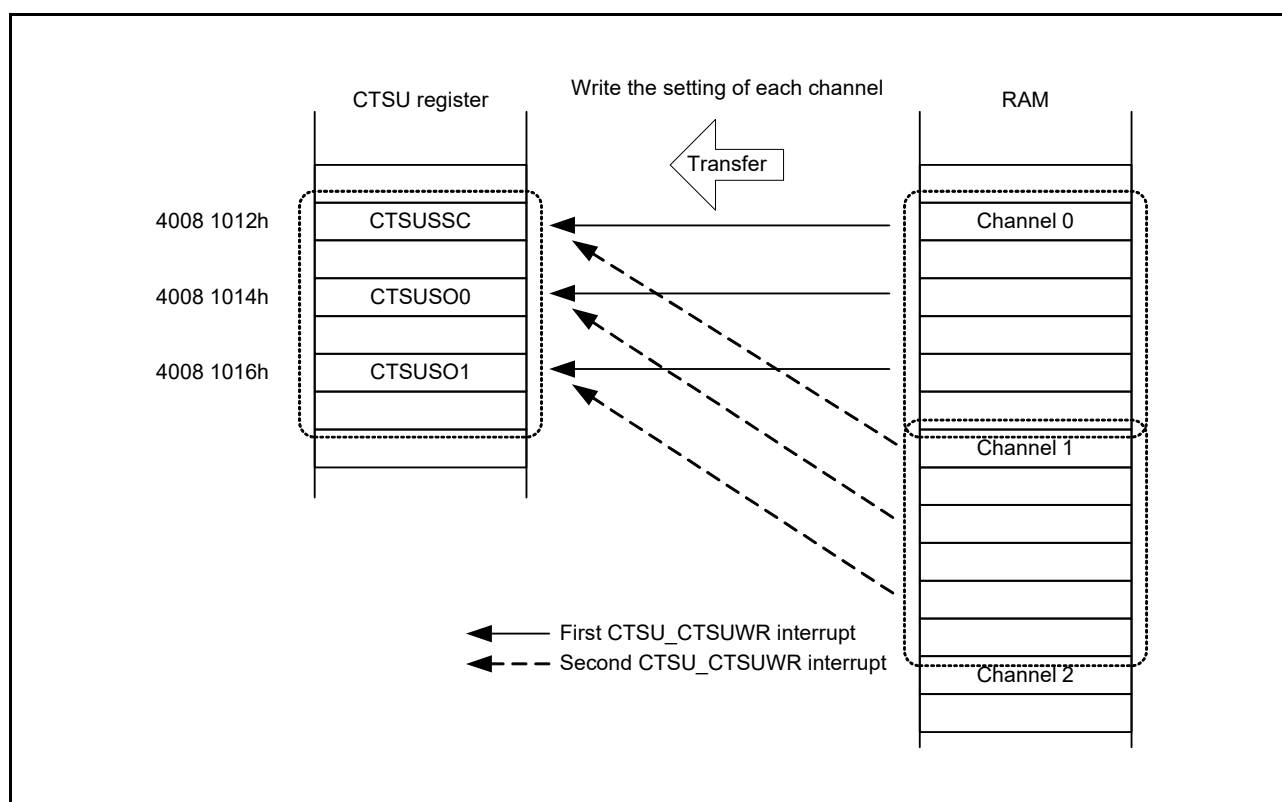 Write the setting of each channel
CTSU register
RAM
Transfer
4008 1012h
CTSUSSC
Channel 0
4008 1014h
CTSUSO0
4008 1016h
CTSUSO1
Channel 1
First CTSU_CTSUWR interrupt
Second CTSU_CTSUWR interrupt
Channel 2